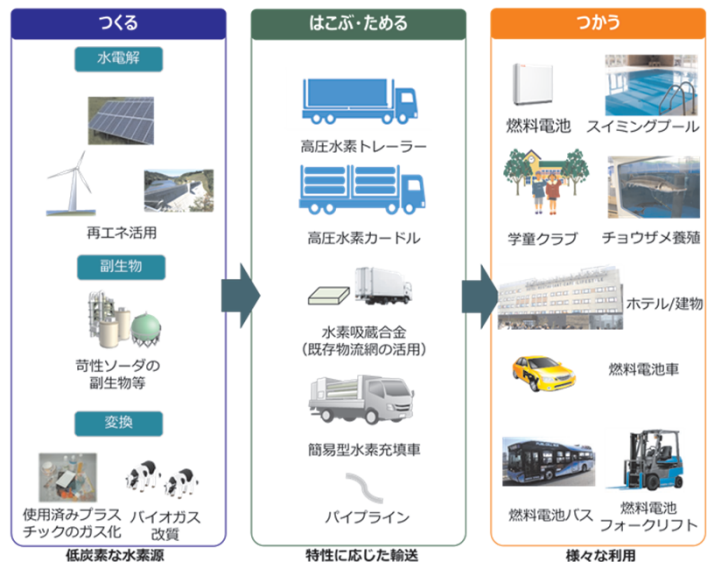 つくる
水電解
再エネ活用
副生物
苛性ソーダの
副生物等
変換
使用済みプラス
チックのガス化
バイオガス
改質
低炭素な水素源
はこぶ・ためる
高圧水素トレーラー
高圧水素カードル
水素吸蔵合金
（既存物流網の活用）
簡易型水素充填車
パイプライン
特性に応じた輸送
つかう
燃料電池
スイミングプール
学童クラブ
チョウザメ養殖
ホテル/建物
燃料電池車
燃料電池バス
燃料電池
フォークリフト
様々な利用